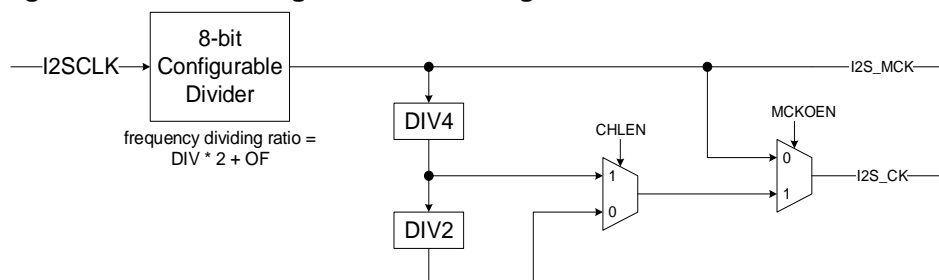 I2SCLK
8-bit
Configurable
Divider
frequency dividing ratio =
DIV * 2 + OF
I2S_MCK
DIV4
CHLEN
MCKOEN
0
1
1
0
I2S_CK
DIV2